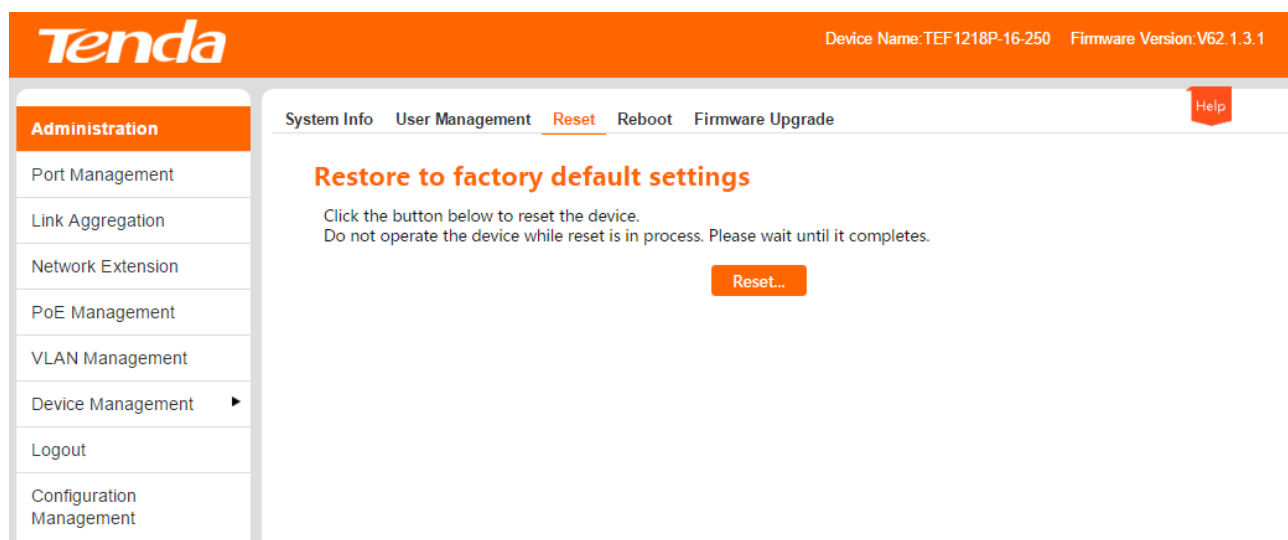 Tenda
Device Name:TEF1218P-16-250 Firmware Version:V62.1.3.1
Help
Administration
System Info User Management Reset Reboot Firmware Upgrade
Port Management
Link Aggregation
Network Extension
PoE Management
VLAN Management
Device Management
Logout
Configuration
Management
Restore to factory default settings
Click the button below to reset the device.
Do not operate the device while reset is in process. Please wait until it completes.
Reset...